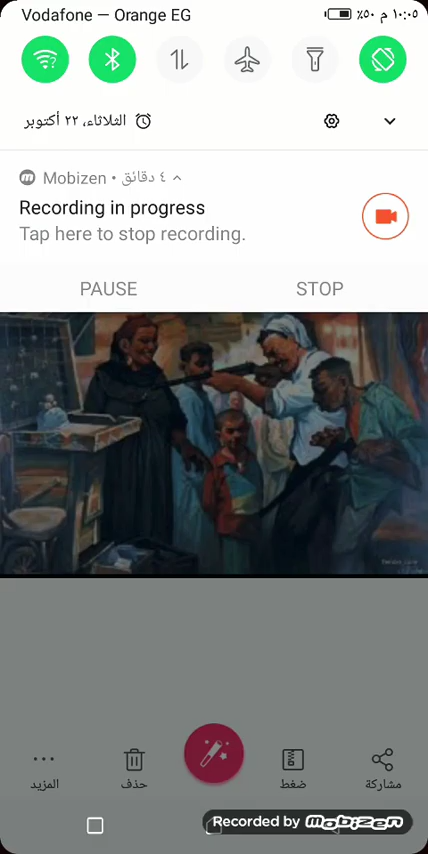 Vodafone — Orange EG
١٠:٠٥ م ٥٠٪
الثلاثاء، ٢٢ أكتوبر
Mobizen • ٤ دقائق
Recording in progress
Tap here to stop recording.
PAUSE
STOP
المزيد
حذف
ضغط
مشاركة
Recorded by mobizen